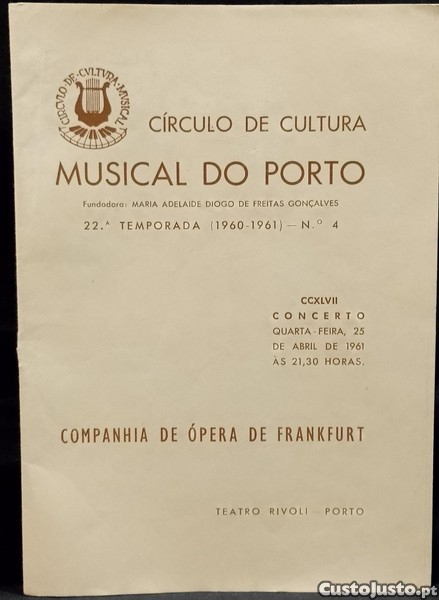 CIRCULO·DE·CVLTVRA·MUSICAL
CÍRCULO DE CULTURA
MUSICAL DO PORTO
Fundadora: MARIA ADELAIDE DIOGO DE FREITAS GONÇALVES
22.ª TEMPORADA (1960-1961) — N.º 4
CCXLVII
CONCERTO
QUARTA-FEIRA, 25
DE ABRIL DE 1961
ÀS 21,30 HORAS.
COMPANHIA DE ÓPERA DE FRANKFURT
TEATRO RIVOLI — PORTO
CustoJusto.pt